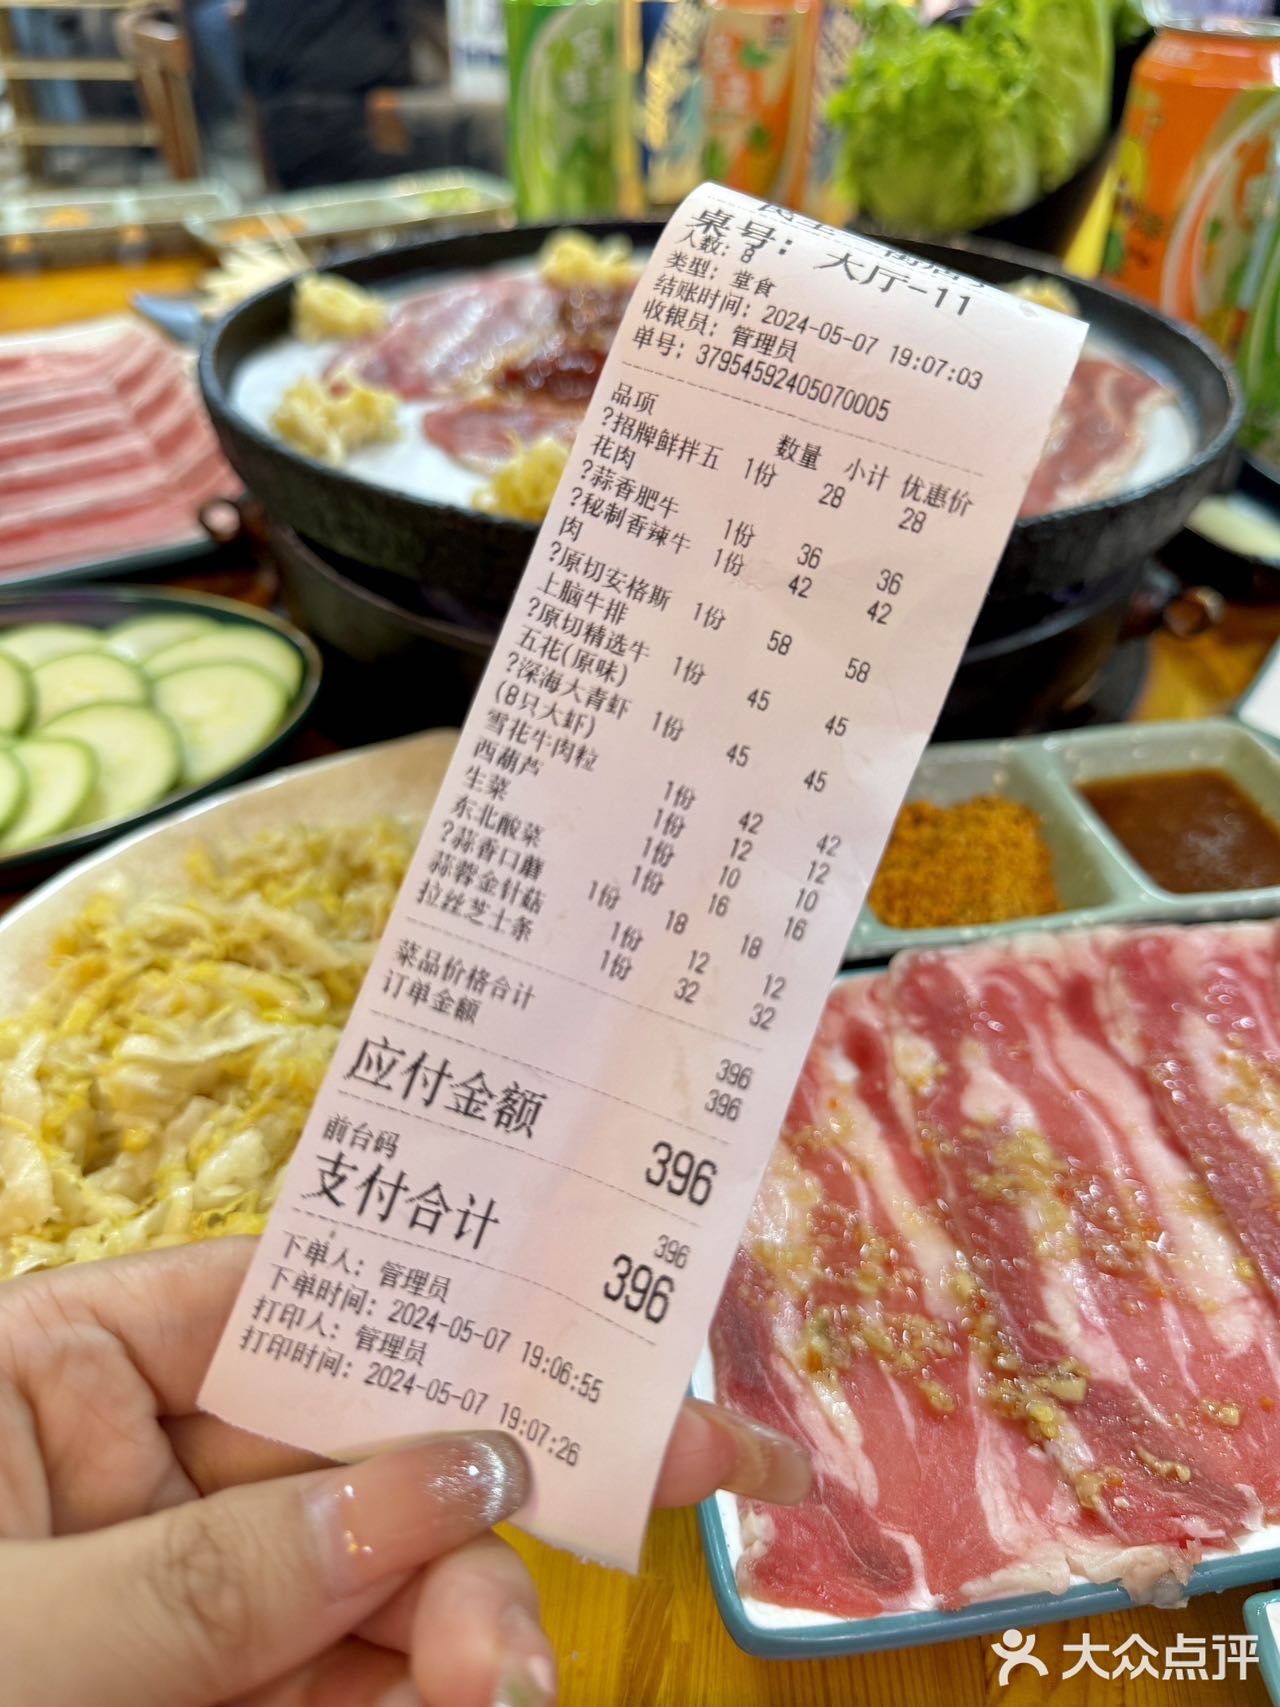 桌号：大厅-11
人数：8
类型：堂食
结账时间：2024-05-07 19:07:03
收银员：管理员
单号：37954592405070005
品项 数量 小计 优惠价
?招牌鲜拌五 1份 28 28
花肉
?蒜香肥牛 1份 36 36
?秘制香辣牛 1份 42 42
肉
?原切安格斯 1份 58 58
上脑牛排
?原切精选牛 1份 45 45
五花(原味)
?深海大青虾 1份 45 45
(8只大虾)
雪花牛肉粒 1份 42 42
西葫芦 1份 12 12
生菜 1份 10 10
东北酸菜 1份 16 16
?蒜香口蘑 1份 18 18
蒜蓉金针菇 1份 12 12
拉丝芝士条 1份 32 32
菜品价格合计 396
订单金额 396
应付金额 396
前台码 396
支付合计 396
下单人：管理员
下单时间：2024-05-07 19:06:55
打印人：管理员
打印时间：2024-05-07 19:07:26
大众点评